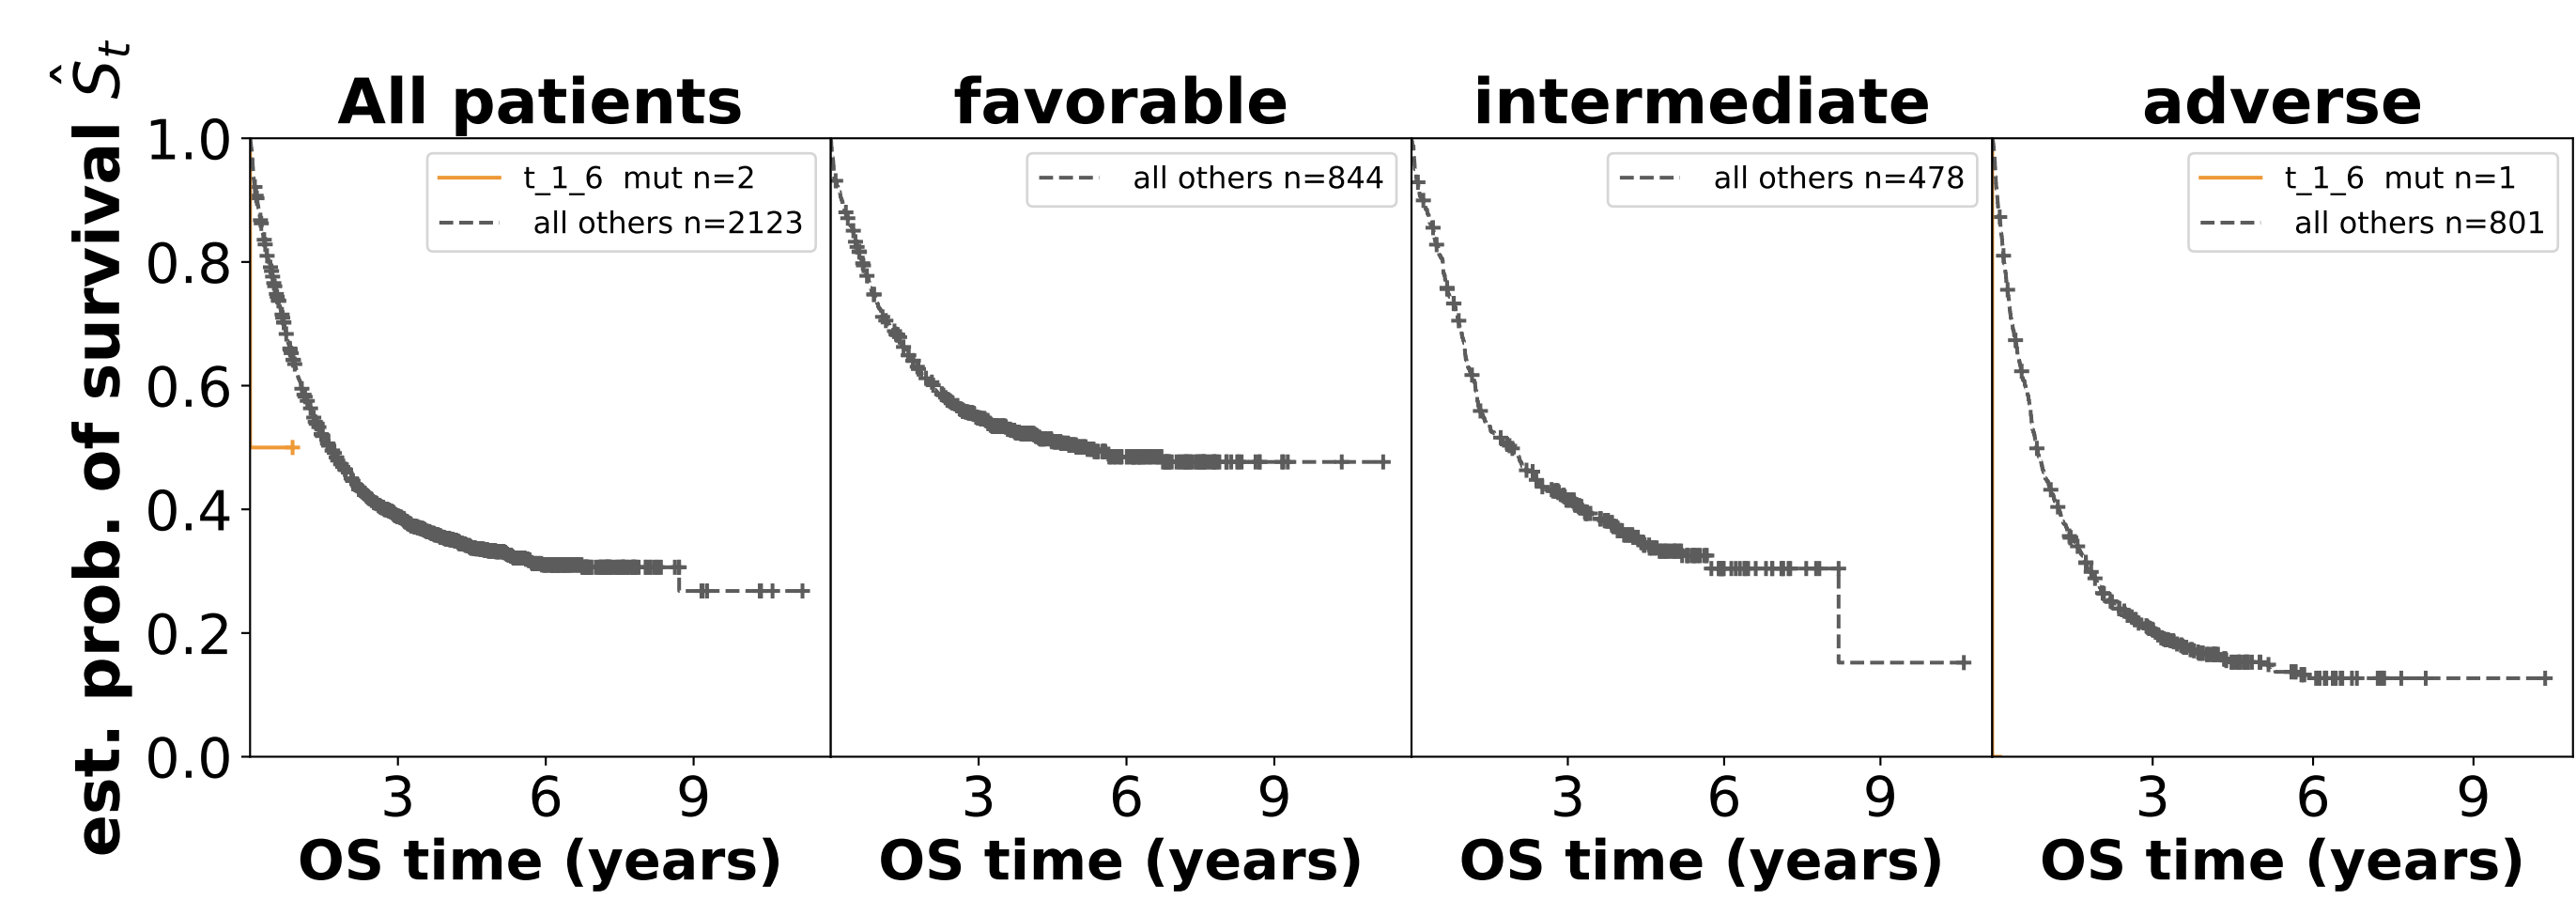 est. prob. of survival Ŝ_t
All patients
1.0
0.8
0.6
0.4
0.2
0.0
t_1_6  mut n=2
all others n=2123
3 6 9
OS time (years)
favorable
all others n=844
3 6 9
OS time (years)
intermediate
all others n=478
3 6 9
OS time (years)
adverse
t_1_6  mut n=1
all others n=801
3 6 9
OS time (years)